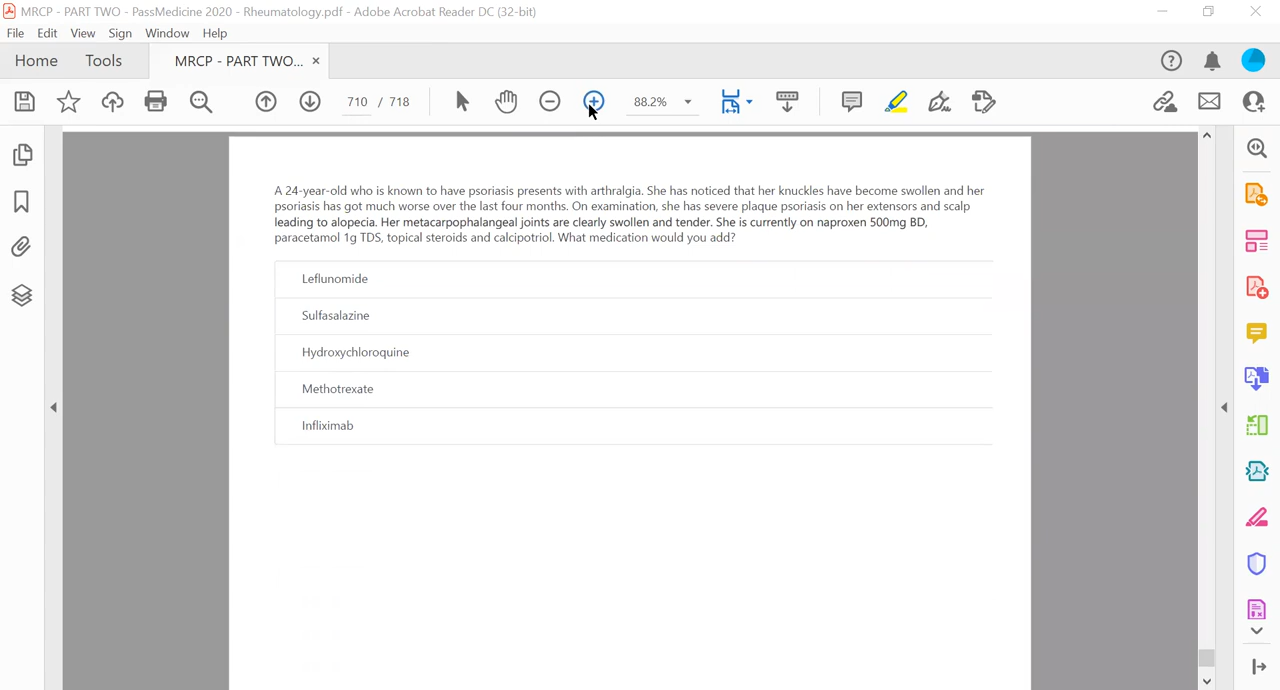 MRCP - PART TWO - PassMedicine 2020 - Rheumatology.pdf - Adobe Acrobat Reader DC (32-bit)
File Edit View Sign Window Help
Home Tools MRCP - PART TWO... ×
710 / 718 88.2%
A 24-year-old who is known to have psoriasis presents with arthralgia. She has noticed that her knuckles have become swollen and her
psoriasis has got much worse over the last four months. On examination, she has severe plaque psoriasis on her extensors and scalp
leading to alopecia. Her metacarpophalangeal joints are clearly swollen and tender. She is currently on naproxen 500mg BD,
paracetamol 1g TDS, topical steroids and calcipotriol. What medication would you add?
Leflunomide
Sulfasalazine
Hydroxychloroquine
Methotrexate
Infliximab